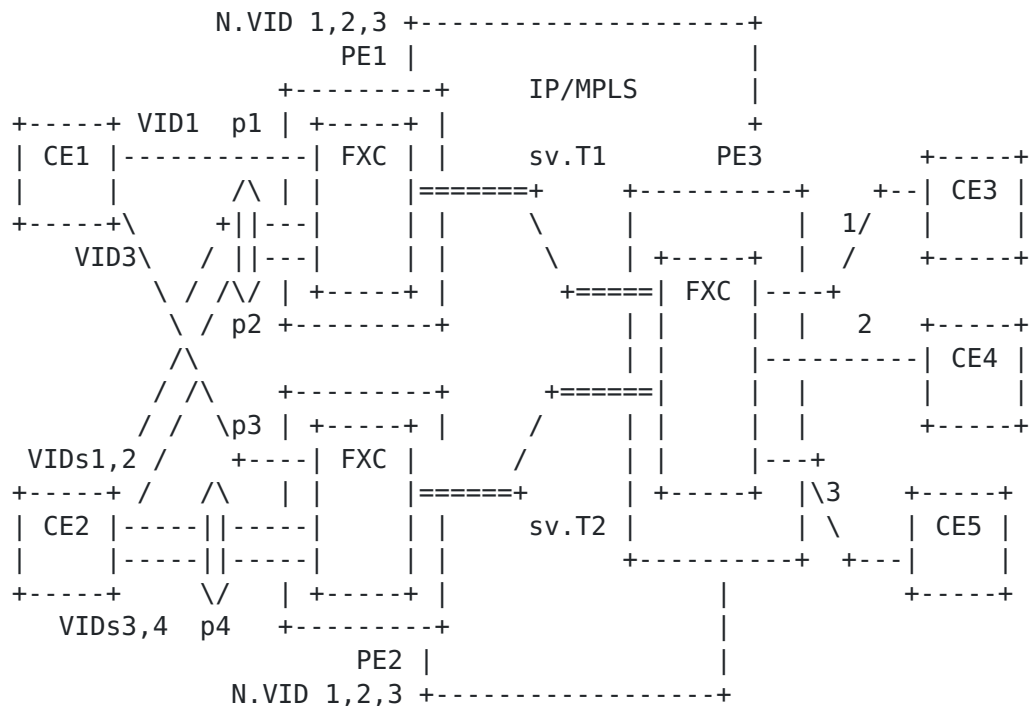 N.VID 1,2,3
PE1
IP/MPLS
VID1 p1
CE1 FXC sv.T1 PE3
CE3
1
VID3
FXC
p2 2
CE4
p3
VIDs1,2 FXC
3
CE2 sv.T2 CE5
VIDs3,4 p4
PE2
N.VID 1,2,3